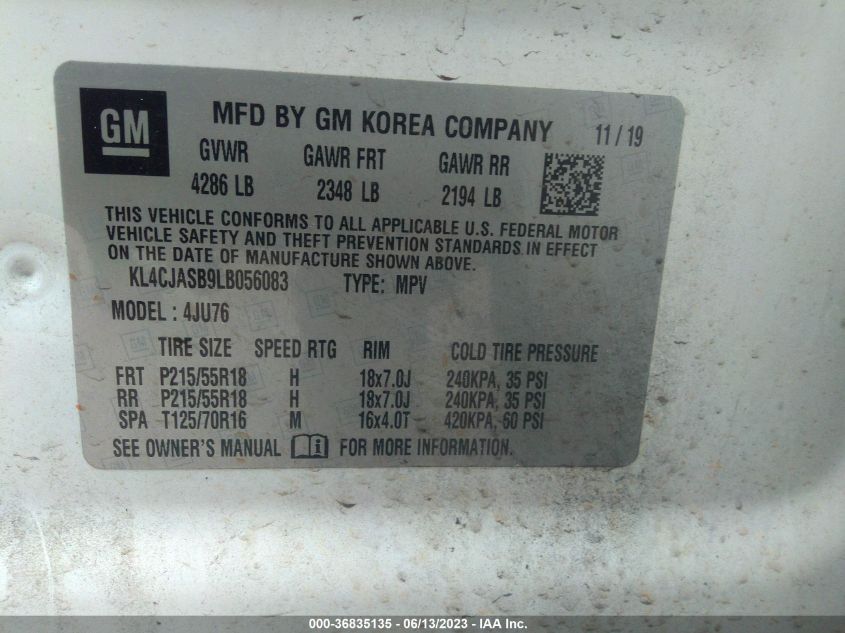 GM
MFD BY GM KOREA COMPANY 11/19
GVWR GAWR FRT GAWR RR
4286 LB 2348 LB 2194 LB
THIS VEHICLE CONFORMS TO ALL APPLICABLE U.S. FEDERAL MOTOR
VEHICLE SAFETY AND THEFT PREVENTION STANDARDS IN EFFECT
ON THE DATE OF MANUFACTURE SHOWN ABOVE.
KL4CJASB9LB056083 TYPE: MPV
MODEL: 4JU76
TIRE SIZE SPEED RTG RIM COLD TIRE PRESSURE
FRT P215/55R18 H 18x7.0J 240KPA, 35 PSI
RR P215/55R18 H 18x7.0J 240KPA, 35 PSI
SPA T125/70R16 M 16x4.0T 420KPA, 60 PSI
SEE OWNER'S MANUAL FOR MORE INFORMATION.
000-36835135 - 06/13/2023 - IAA Inc.